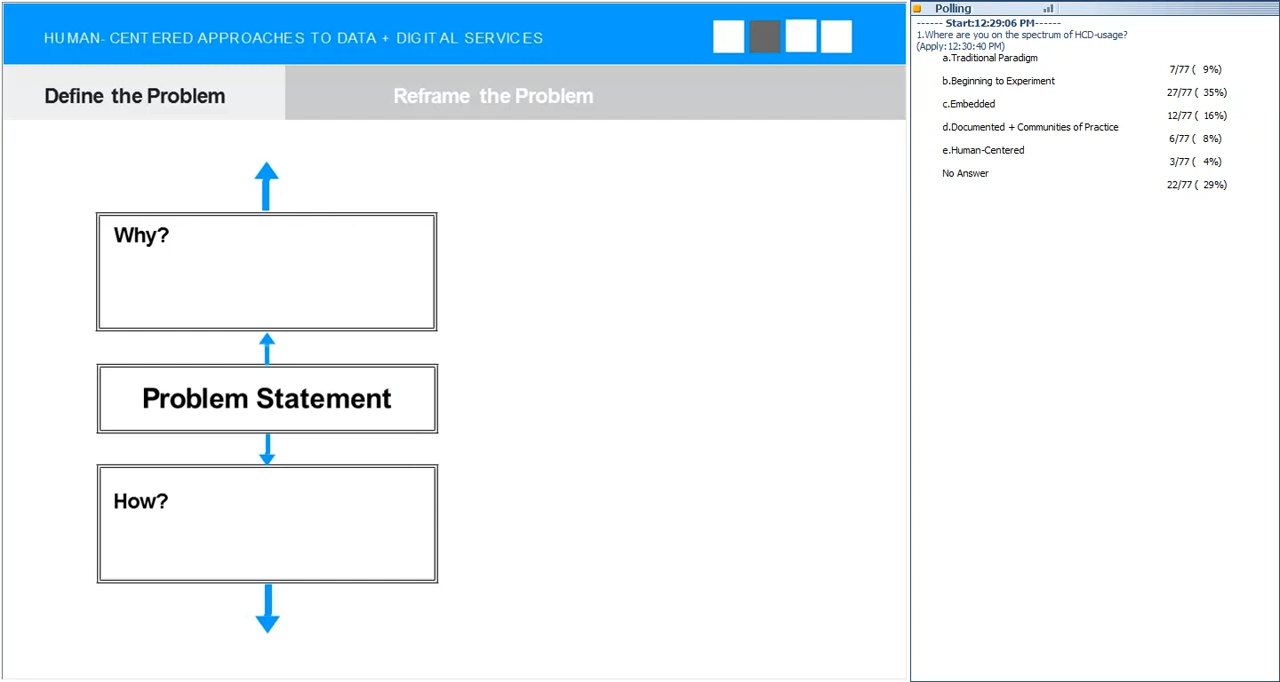 HUMAN- CENTERED APPROACHES TO DATA + DIGITAL SERVICES
Define the Problem
Reframe the Problem
Why?
Problem Statement
How?
Polling
------ Start:12:29:06 PM------
1.Where are you on the spectrum of HCD-usage?
(Apply:12:30:40 PM)
a.Traditional Paradigm
7/77 ( 9%)
b.Beginning to Experiment
27/77 ( 35%)
c.Embedded
12/77 ( 16%)
d.Documented + Communities of Practice
6/77 ( 8%)
e.Human-Centered
3/77 ( 4%)
No Answer
22/77 ( 29%)